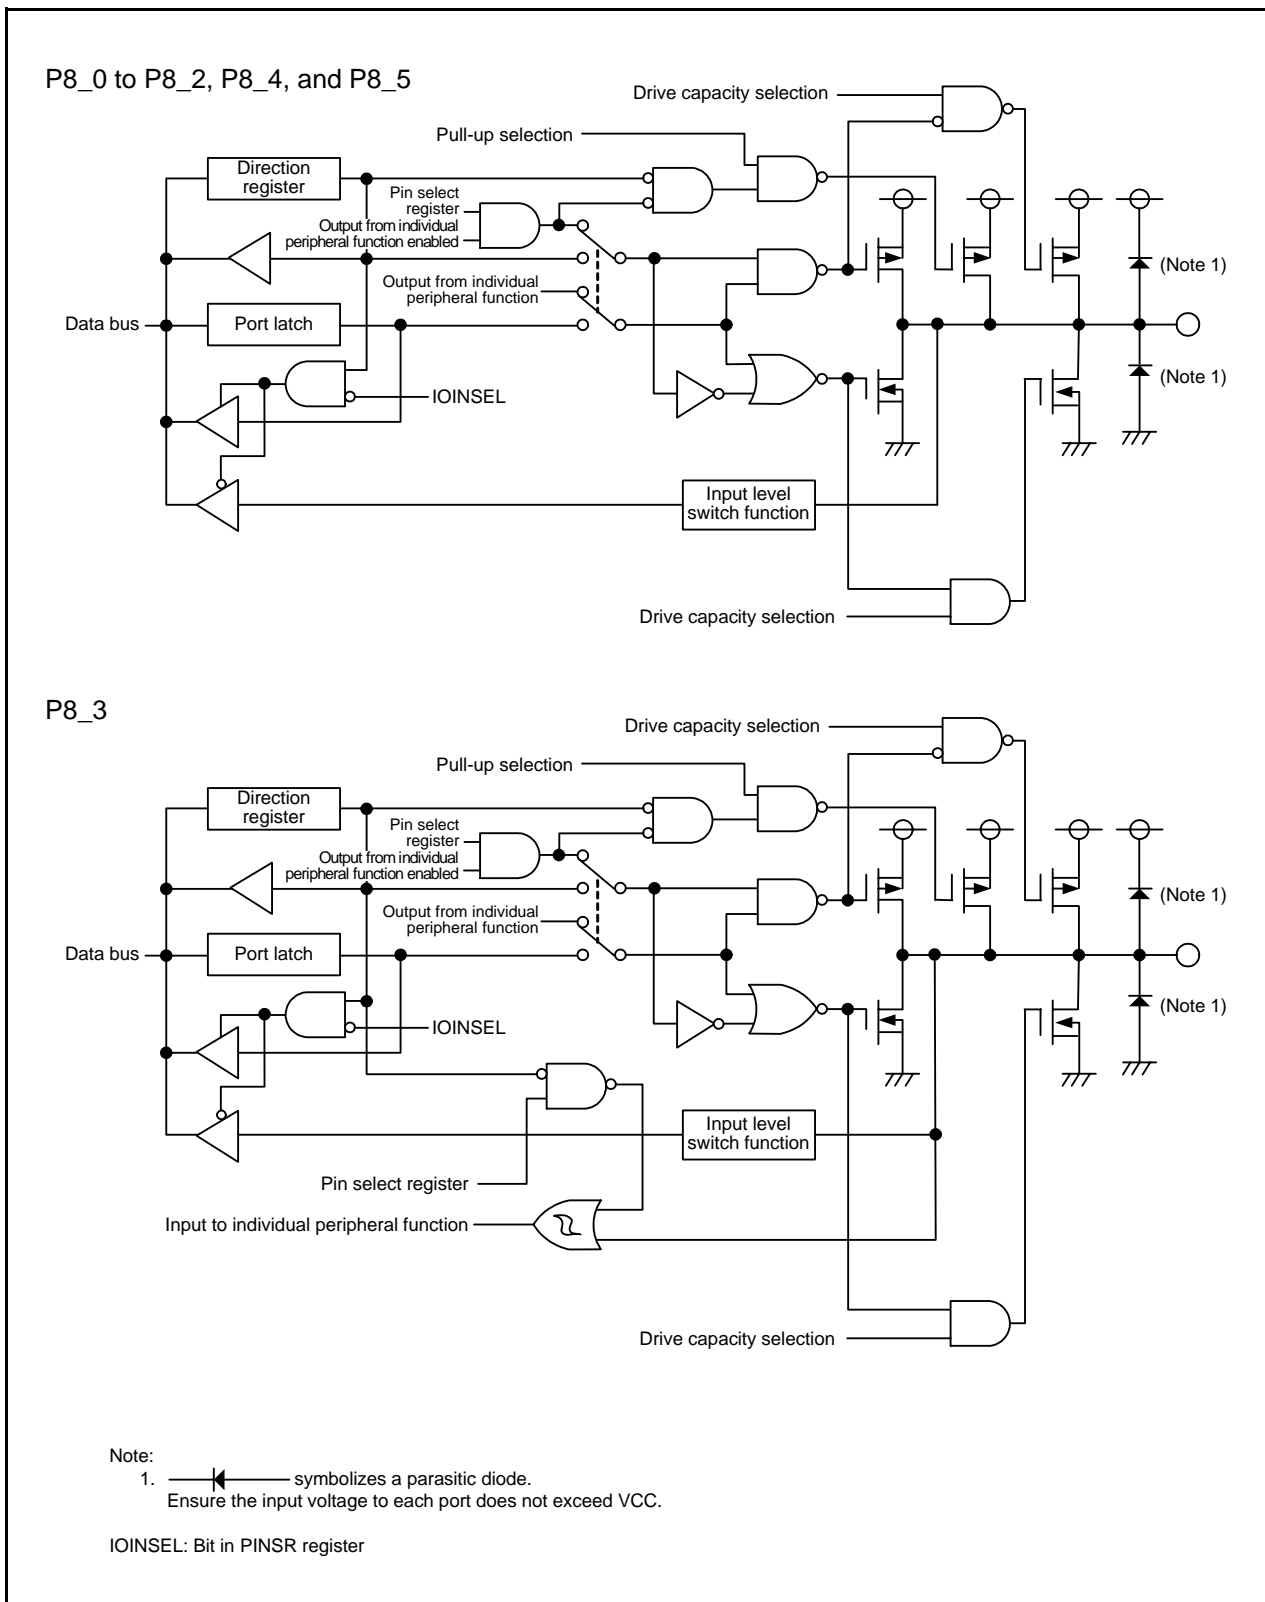 P8_0 to P8_2, P8_4, and P8_5
Drive capacity selection
Pull-up selection
Direction
register
Pin select
register
Output from individual
peripheral function enabled
(Note 1)
Output from individual
peripheral function
Data bus
Port latch
(Note 1)
IOINSEL
Input level
switch function
Drive capacity selection
P8_3
Drive capacity selection
Pull-up selection
Direction
register
Pin select
register
Output from individual
peripheral function enabled
(Note 1)
Output from individual
peripheral function
Data bus
Port latch
(Note 1)
IOINSEL
Input level
switch function
Pin select register
Input to individual peripheral function
Drive capacity selection
Note:
1. symbolizes a parasitic diode.
Ensure the input voltage to each port does not exceed VCC.
IOINSEL: Bit in PINSR register